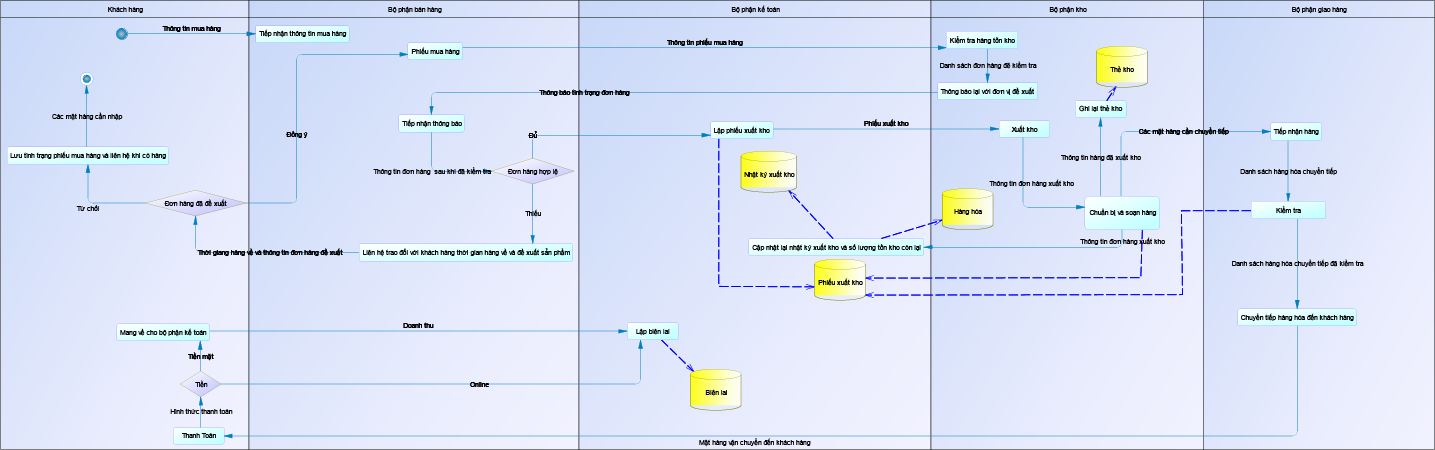 Khách hàng
Bộ phận bán hàng
Bộ phận kế toán
Bộ phận kho
Bộ phận giao hàng
Thông tin mua hàng
Tiếp nhận thông tin mua hàng
Phiếu mua hàng
Thông tin phiếu mua hàng
Kiểm tra hàng tồn kho
Danh sách đơn hàng đã kiểm tra
Thẻ kho
Thông báo lại với đơn vị đề xuất
Thông báo tình trạng đơn hàng
Ghi lại thẻ kho
Các mặt hàng cần nhập
Tiếp nhận thông báo
Đồng ý
Đủ
Lập phiếu xuất kho
Phiếu xuất kho
Xuất kho
Các mặt hàng cần chuyển tiếp
Tiếp nhận hàng
Lưu tình trạng phiếu mua hàng và liên hệ khi có hàng
Thông tin đơn hàng sau khi đã kiểm tra
Đơn hàng hợp lệ
Nhật ký xuất kho
Thông tin hàng đã xuất kho
Danh sách hàng hóa chuyển tiếp
Thông tin đơn hàng xuất kho
Từ chối
Đơn hàng đã đề xuất
Thiếu
Hàng hóa
Chuẩn bị và soạn hàng
Kiểm tra
Thông tin đơn hàng xuất kho
Thời giang hàng về và thông tin đơn hàng đề xuất
Liên hệ trao đổi với khách hàng thời gian hàng về và đề xuất sản phẩm
Cập nhật lại nhật ký xuất kho và số lượng tồn kho còn lại
Danh sách hàng hóa chuyển tiếp đã kiểm tra
Phiếu xuất kho
Chuyển tiếp hàng hóa đến khách hàng
Mang về cho bộ phận kế toán
Doanh thu
Lập biên lai
Tiền mặt
Tiền
Online
Biên lai
Hình thức thanh toán
Thanh Toán
Mặt hàng vận chuyển đến khách hàng